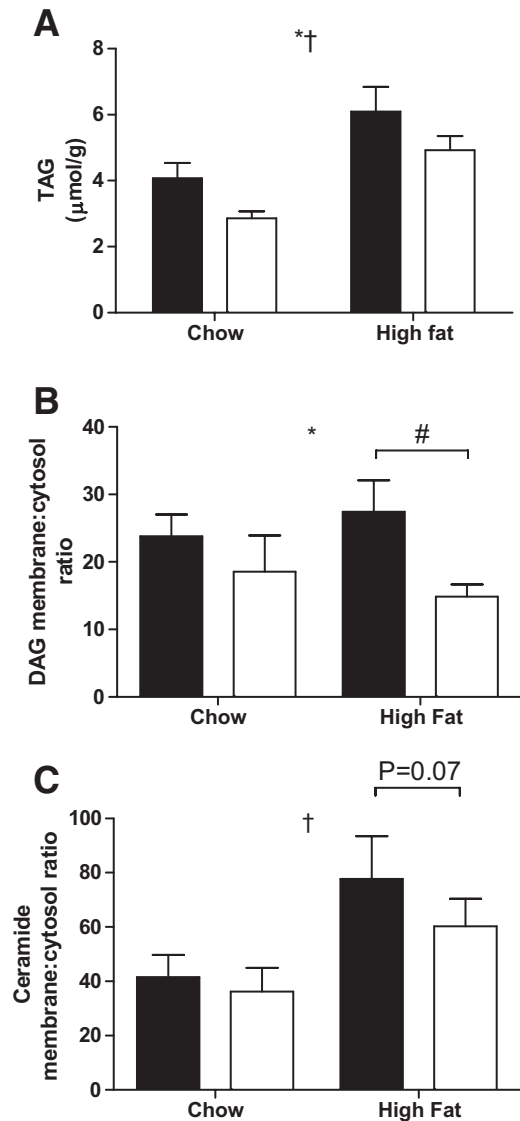 A
*†
8
6
4
2
0
TAG
(μmol/g)
Chow High fat
B
*
#
40
30
20
10
0
DAG membrane:cytosol
ratio
Chow High Fat
C
P=0.07
†
100
80
60
40
20
0
Ceramide
membrane:cytosol ratio
Chow High Fat